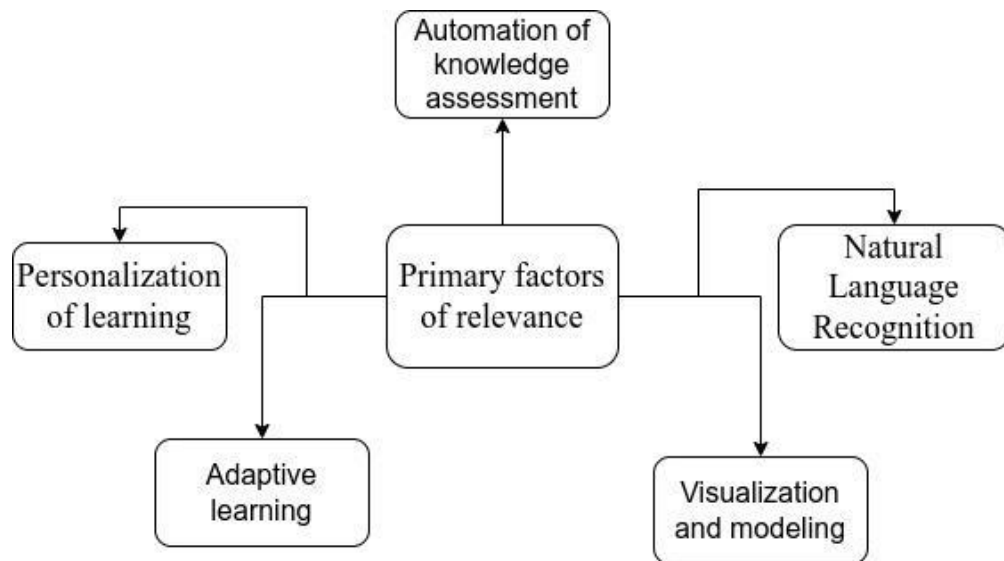 Automation of
knowledge
assessment
Personalization
of learning
Primary factors
of relevance
Natural
Language
Recognition
Adaptive
learning
Visualization
and modeling